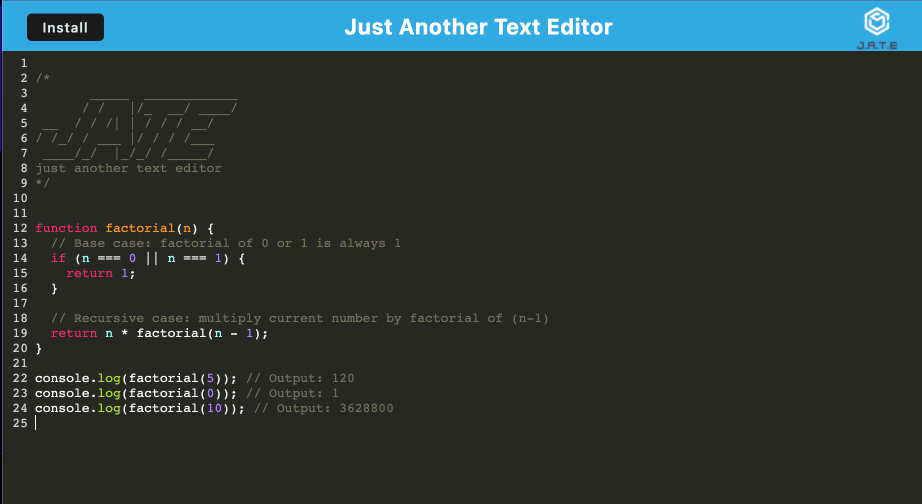 Install
Just Another Text Editor
J.A.T.E
1
2 /*
3      _____  ____________
4     / /   |/_  __/ ____/
5 __  / / /| | / / / __/
6 / /_/ / ___ |/ / / /___
7 ____/_/  |_/_/ /_____/
8 just another text editor
9 */
10
11
12 function factorial(n) {
13   // Base case: factorial of 0 or 1 is always 1
14   if (n === 0 || n === 1) {
15     return 1;
16   }
17
18   // Recursive case: multiply current number by factorial of (n-1)
19   return n * factorial(n - 1);
20 }
21
22 console.log(factorial(5)); // Output: 120
23 console.log(factorial(0)); // Output: 1
24 console.log(factorial(10)); // Output: 3628800
25